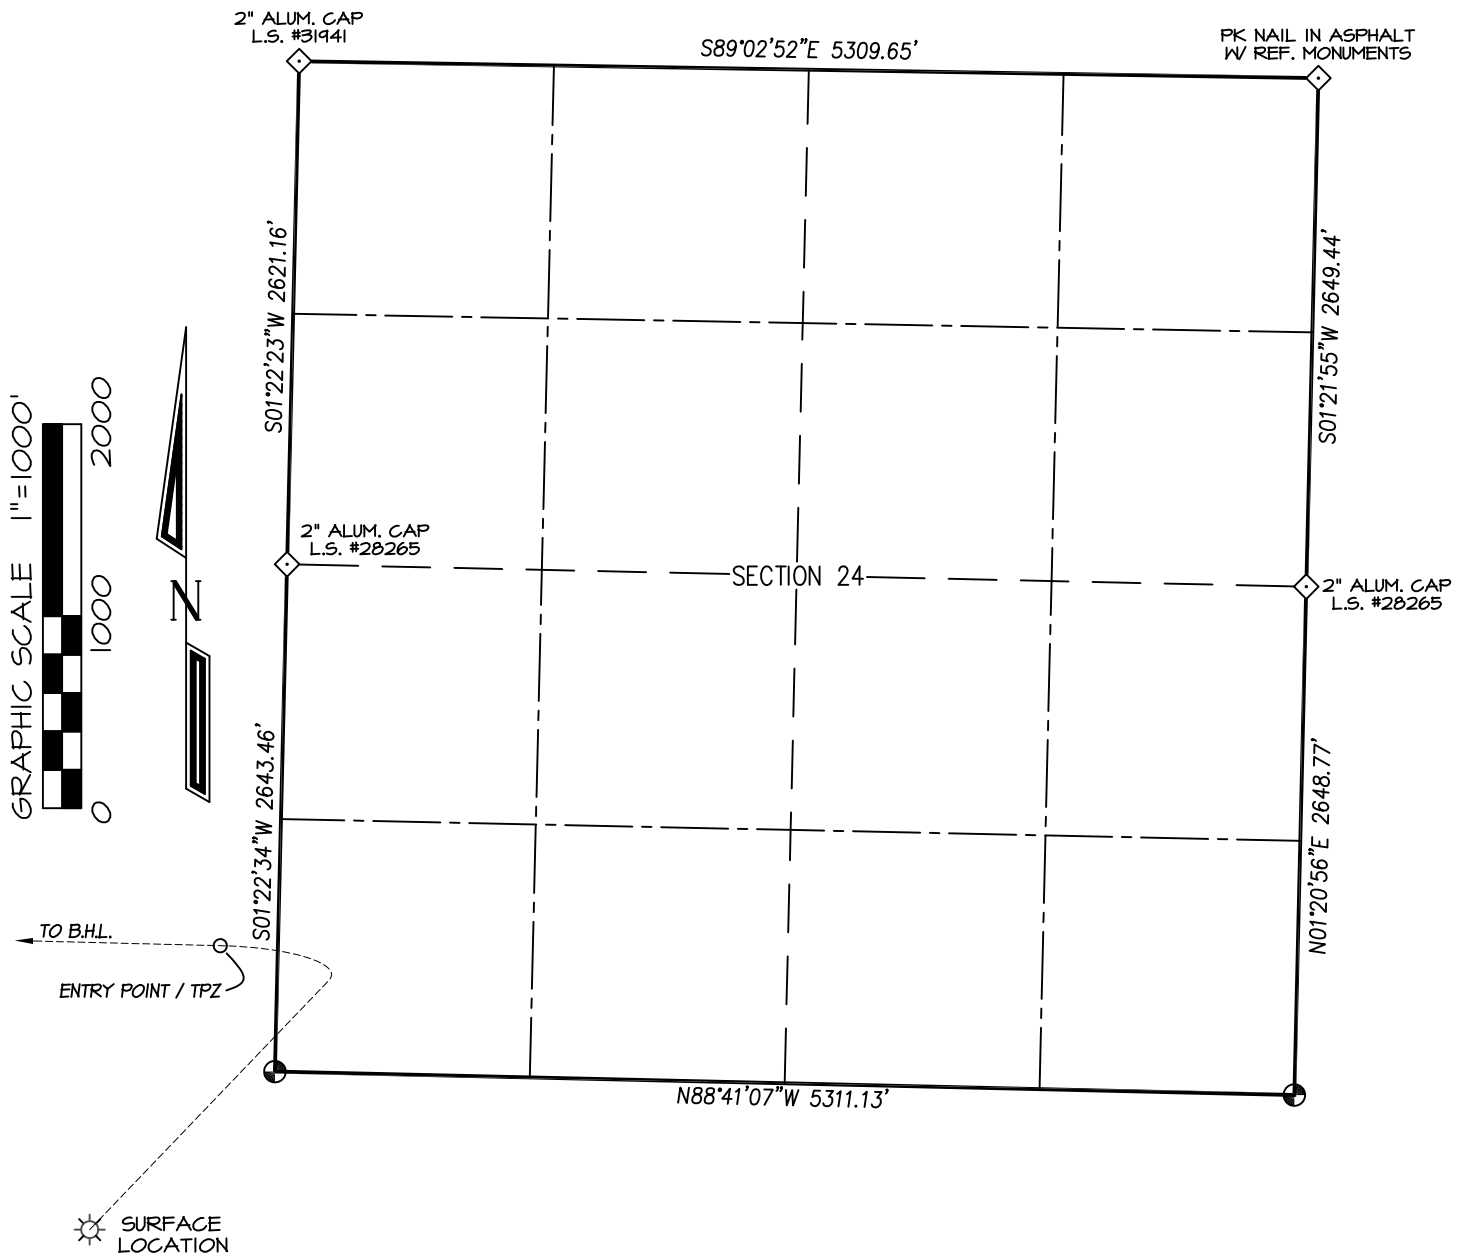 2" ALUM. CAP
L.S. #31941
S89°02'52"E 5309.65'
PK NAIL IN ASPHALT
W/ REF. MONUMENTS
S01°22'23"W 2621.16'
S01°21'55"W 2649.44'
GRAPHIC SCALE 1"=1000'
0
1000
2000
N
2" ALUM. CAP
L.S. #28265
SECTION 24
2" ALUM. CAP
L.S. #28265
S01°22'34"W 2643.46'
N01°20'56"E 2648.77'
TO B.H.L.
ENTRY POINT / TPZ
N88°41'07"W 5311.13'
SURFACE
LOCATION